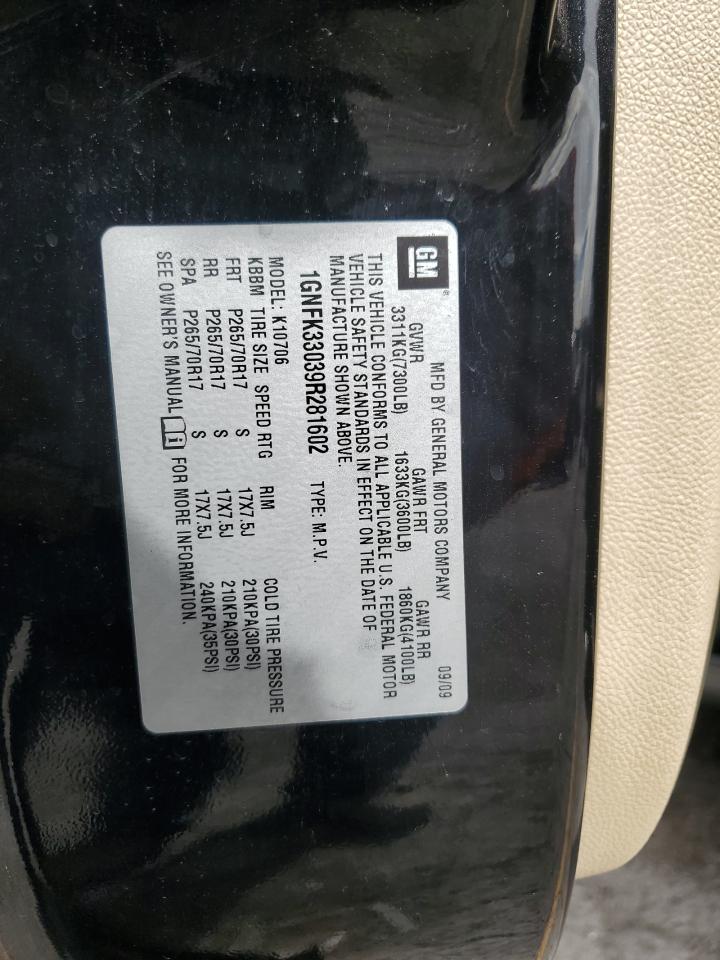 GM
MFD BY GENERAL MOTORS COMPANY 09/09
GVWR GAWR FRT GAWR RR
3311KG(7300LB) 1633KG(3600LB) 1860KG(4100LB)
THIS VEHICLE CONFORMS TO ALL APPLICABLE U.S. FEDERAL MOTOR
VEHICLE SAFETY STANDARDS IN EFFECT ON THE DATE OF
MANUFACTURE SHOWN ABOVE.
1GNFK33039R281602 TYPE: M.P.V.
MODEL: K10706
KBBM TIRE SIZE SPEED RTG RIM COLD TIRE PRESSURE
FRT P265/70R17 S 17X7.5J 210KPA(30PSI)
RR P265/70R17 S 17X7.5J 210KPA(30PSI)
SPA P265/70R17 S 17X7.5J 240KPA(35PSI)
SEE OWNER'S MANUAL i FOR MORE INFORMATION.